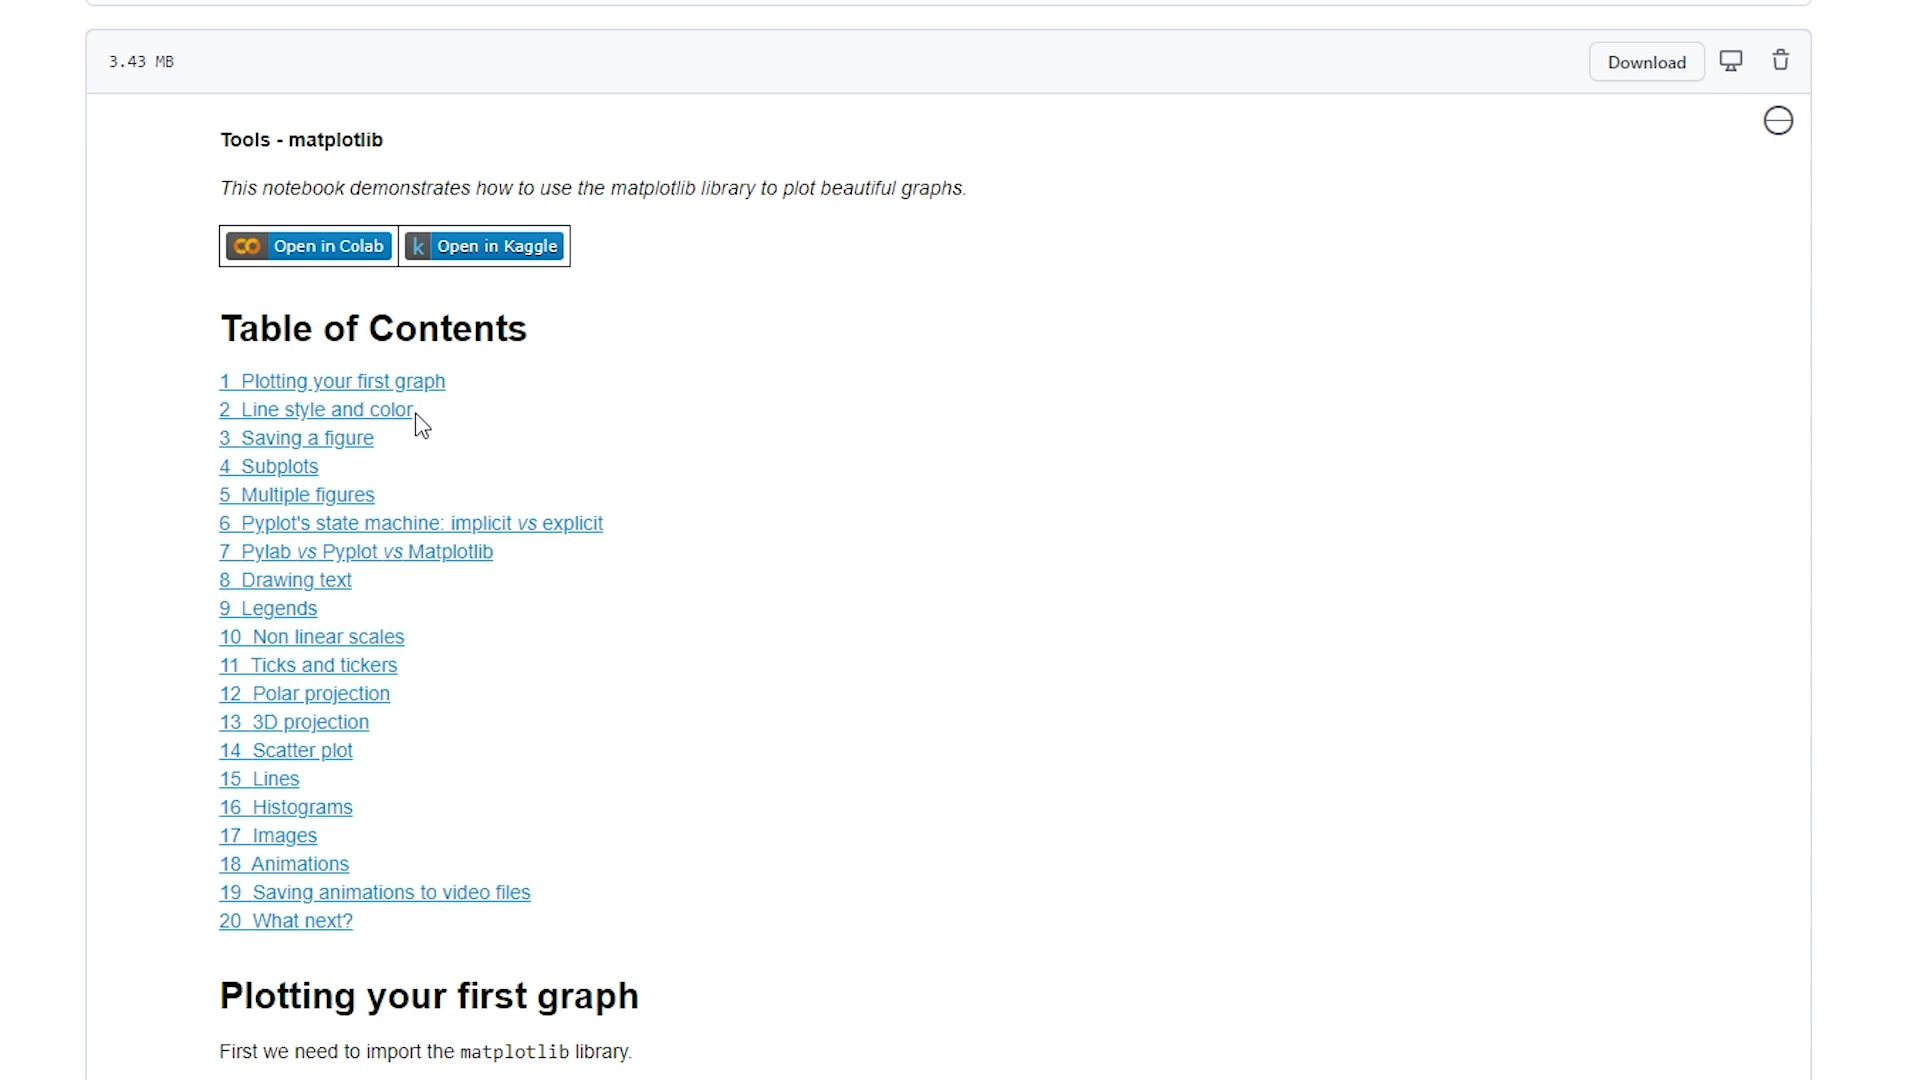 3.43 MB
Download
Tools - matplotlib
This notebook demonstrates how to use the matplotlib library to plot beautiful graphs.
CO Open in Colab k Open in Kaggle
Table of Contents
1 Plotting your first graph
2 Line style and color
3 Saving a figure
4 Subplots
5 Multiple figures
6 Pyplot's state machine: implicit vs explicit
7 Pylab vs Pyplot vs Matplotlib
8 Drawing text
9 Legends
10 Non linear scales
11 Ticks and tickers
12 Polar projection
13 3D projection
14 Scatter plot
15 Lines
16 Histograms
17 Images
18 Animations
19 Saving animations to video files
20 What next?
Plotting your first graph
First we need to import the matplotlib library.